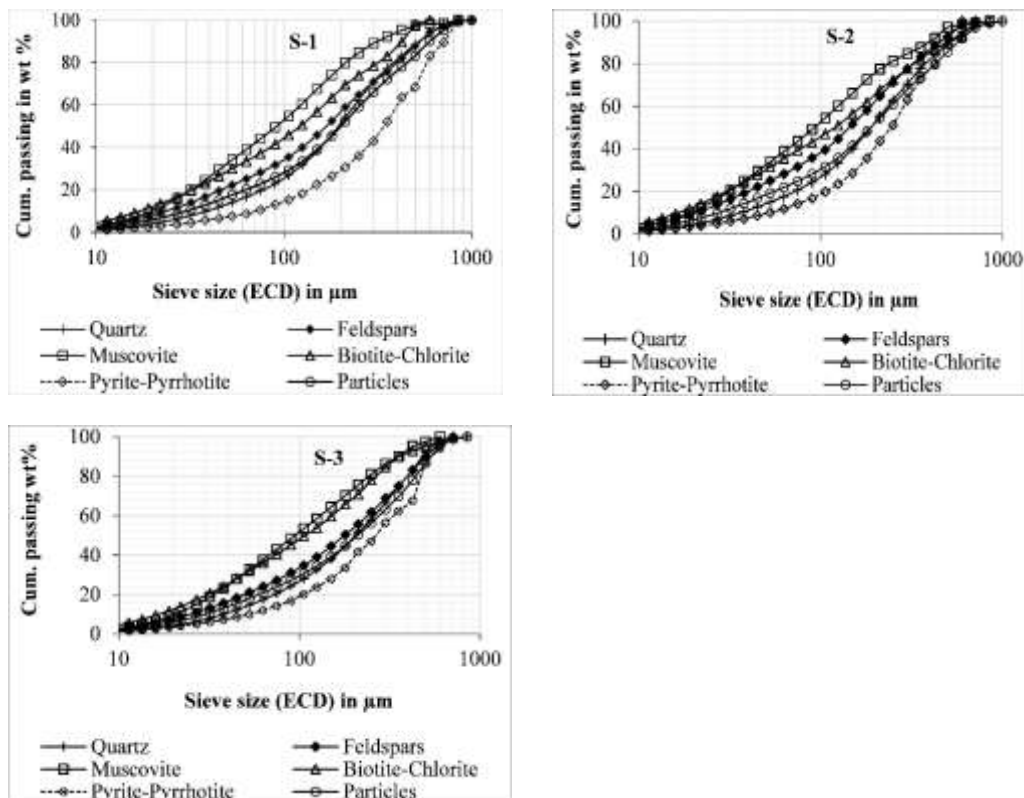 S-1
Cum. passing in wt %
100
80
60
40
20
0
10 100 1000
Sieve size (ECD) in µm
Quartz Feldspars
Muscovite Biotite-Chlorite
Pyrite-Pyrrhotite Particles
S-2
Cum. passing in wt %
100
80
60
40
20
0
10 100 1000
Sieve size (ECD) in µm
Quartz Feldspars
Muscovite Biotite-Chlorite
Pyrite-Pyrrhotite Particles
S-3
Cum. passing wt%
100
80
60
40
20
0
10 100 1000
Sieve size (ECD) in µm
Quartz Feldspars
Muscovite Biotite-Chlorite
Pyrite-Pyrrhotite Particles